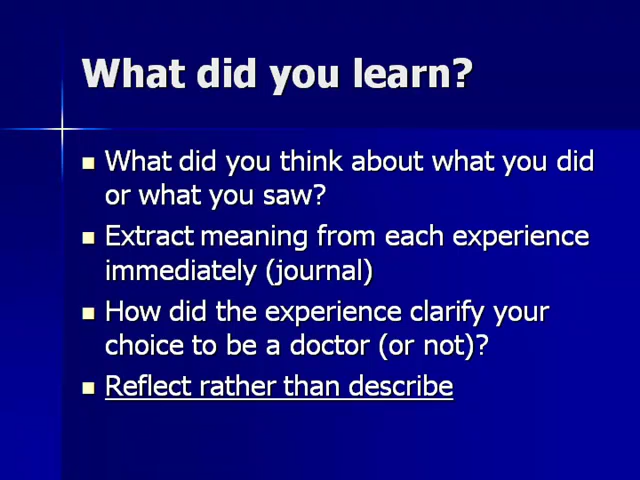 What did you learn?
What did you think about what you did
or what you saw?
Extract meaning from each experience
immediately (journal)
How did the experience clarify your
choice to be a doctor (or not)?
Reflect rather than describe